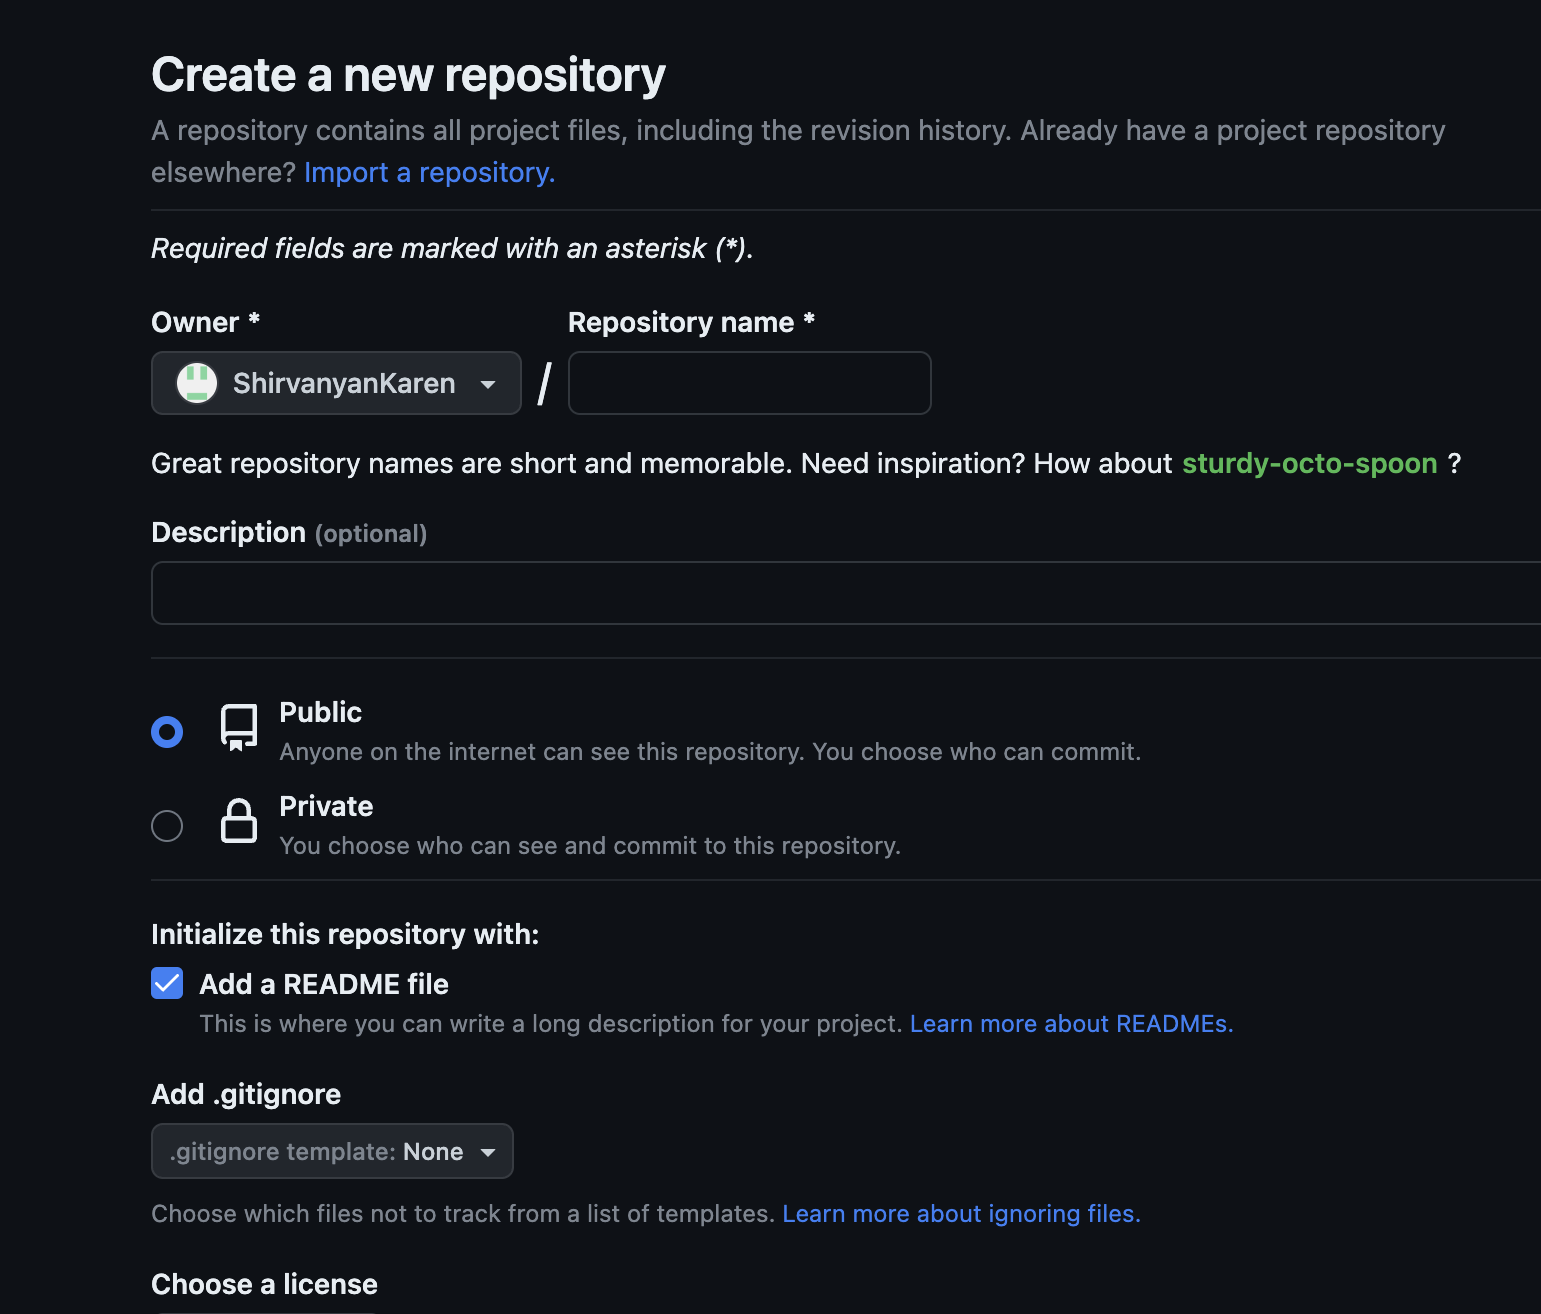 Create a new repository
A repository contains all project files, including the revision history. Already have a project repository
elsewhere? Import a repository.
Required fields are marked with an asterisk (*).
Owner * Repository name *
ShirvanyanKaren /
Great repository names are short and memorable. Need inspiration? How about sturdy-octo-spoon ?
Description (optional)
Public
Anyone on the internet can see this repository. You choose who can commit.
Private
You choose who can see and commit to this repository.
Initialize this repository with:
Add a README file
This is where you can write a long description for your project. Learn more about READMEs.
Add .gitignore
.gitignore template: None
Choose which files not to track from a list of templates. Learn more about ignoring files.
Choose a license